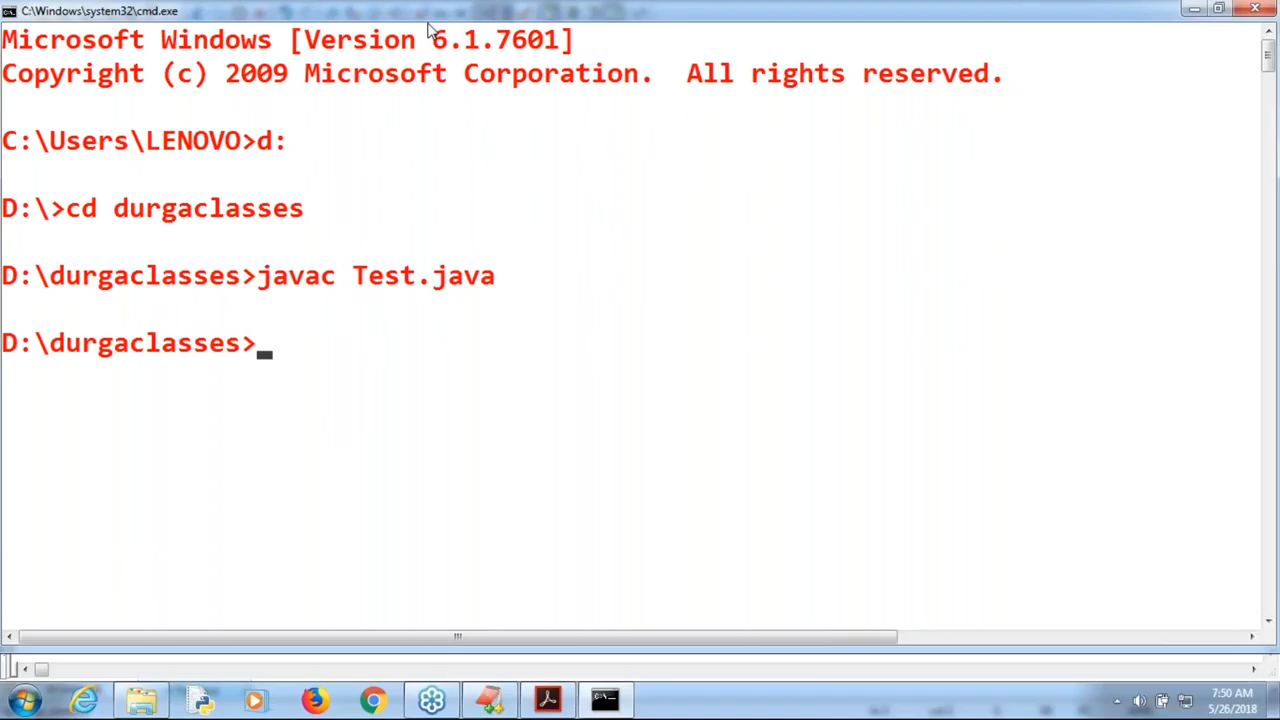 C:\Windows\system32\cmd.exe
Microsoft Windows [Version 6.1.7601]
Copyright (c) 2009 Microsoft Corporation.  All rights reserved.
C:\Users\LENOVO>d:
D:\>cd durgaclasses
D:\durgaclasses>javac Test.java
D:\durgaclasses>
7:50 AM
5/26/2018